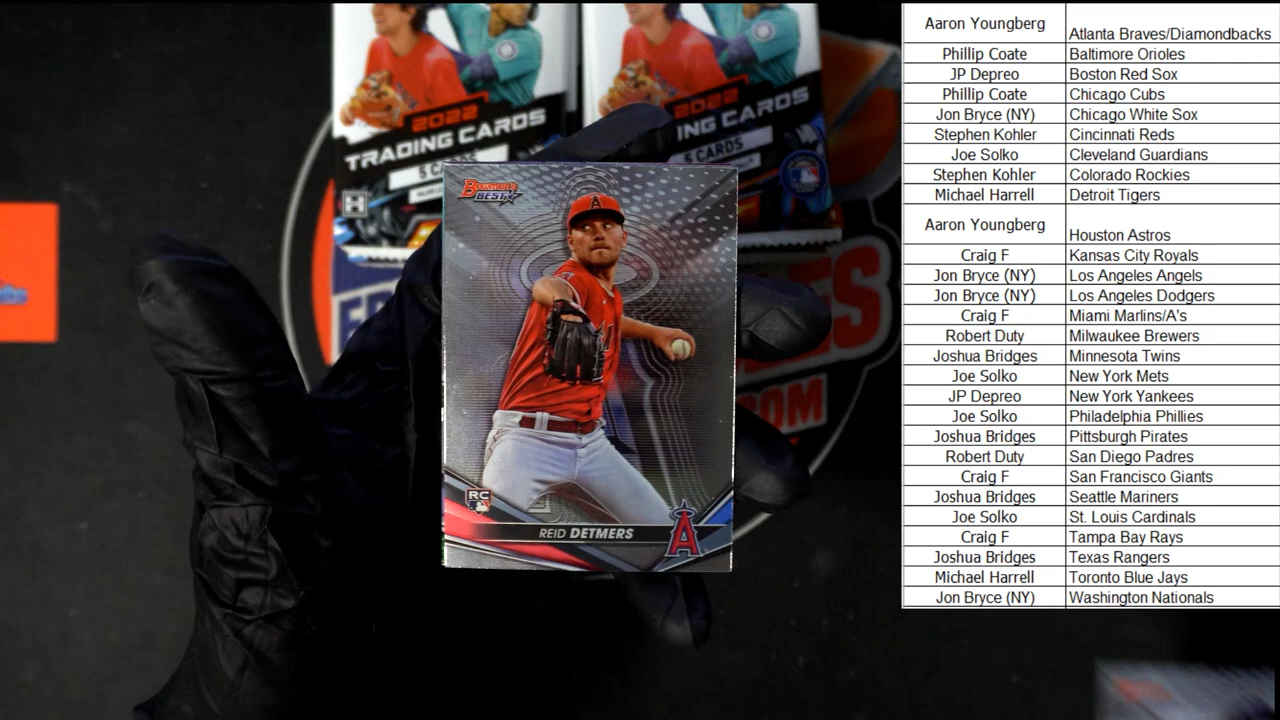 2022
TRADING CARDS
5 CARDS
H
2022
ING CARDS
5 CARDS
BOWMAN'S
BEST
A
RC
REID DETMERS
A
ES
OM
Aaron Youngberg Atlanta Braves/Diamondbacks
Phillip Coate Baltimore Orioles
JP Depreo Boston Red Sox
Phillip Coate Chicago Cubs
Jon Bryce (NY) Chicago White Sox
Stephen Kohler Cincinnati Reds
Joe Solko Cleveland Guardians
Stephen Kohler Colorado Rockies
Michael Harrell Detroit Tigers
Aaron Youngberg Houston Astros
Craig F Kansas City Royals
Jon Bryce (NY) Los Angeles Angels
Jon Bryce (NY) Los Angeles Dodgers
Craig F Miami Marlins/A's
Robert Duty Milwaukee Brewers
Joshua Bridges Minnesota Twins
Joe Solko New York Mets
JP Depreo New York Yankees
Joe Solko Philadelphia Phillies
Joshua Bridges Pittsburgh Pirates
Robert Duty San Diego Padres
Craig F San Francisco Giants
Joshua Bridges Seattle Mariners
Joe Solko St. Louis Cardinals
Craig F Tampa Bay Rays
Joshua Bridges Texas Rangers
Michael Harrell Toronto Blue Jays
Jon Bryce (NY) Washington Nationals